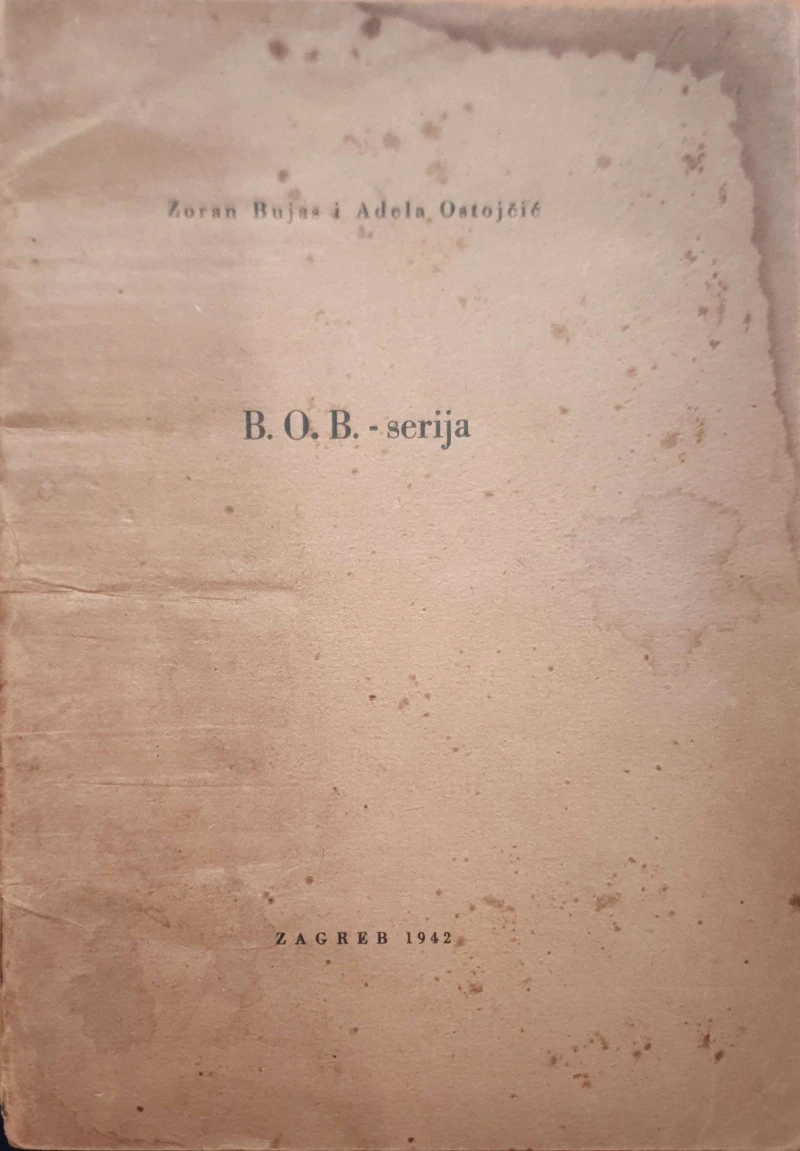 Zoran Bujas i Adela Ostojčić
B. O. B. - serija
ZAGREB 1942